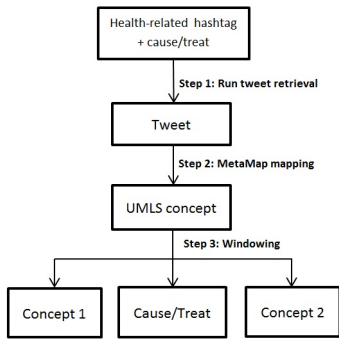 Health-related hashtag
+ cause/treat
Step 1: Run tweet retrieval
Tweet
Step 2: MetaMap mapping
UMLS concept
Step 3: Windowing
Concept 1
Cause/Treat
Concept 2